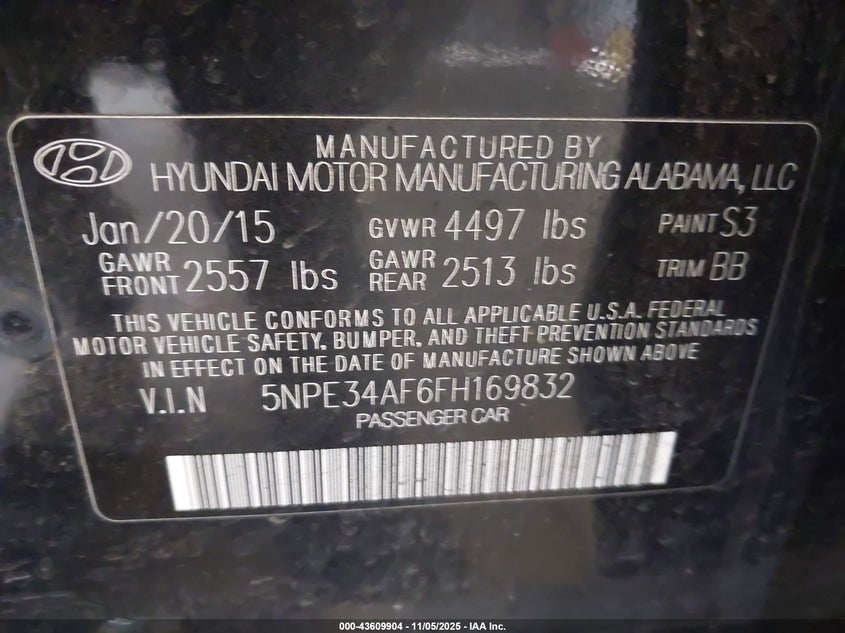 MANUFACTURED BY
HYUNDAI MOTOR MANUFACTURING ALABAMA, LLC
Jan/20/15 GVWR 4497 lbs PAINT S3
GAWR FRONT 2557 lbs GAWR REAR 2513 lbs TRIM BB
THIS VEHICLE CONFORMS TO ALL APPLICABLE U.S.A. FEDERAL
MOTOR VEHICLE SAFETY, BUMPER, AND THEFT PREVENTION STANDARDS
IN EFFECT ON THE DATE OF MANUFACTURE SHOWN ABOVE
V.I.N 5NPE34AF6FH169832
PASSENGER CAR
000-43609904 - 11/05/2025 - IAA Inc.